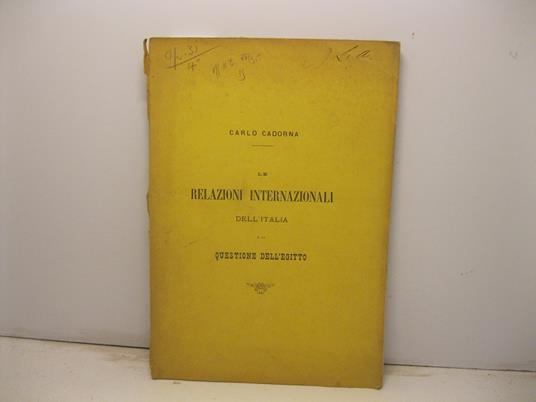 CARLO CADORNA
LE
RELAZIONI INTERNAZIONALI
DELL'ITALIA
E LA
QUESTIONE DELL'EGITTO